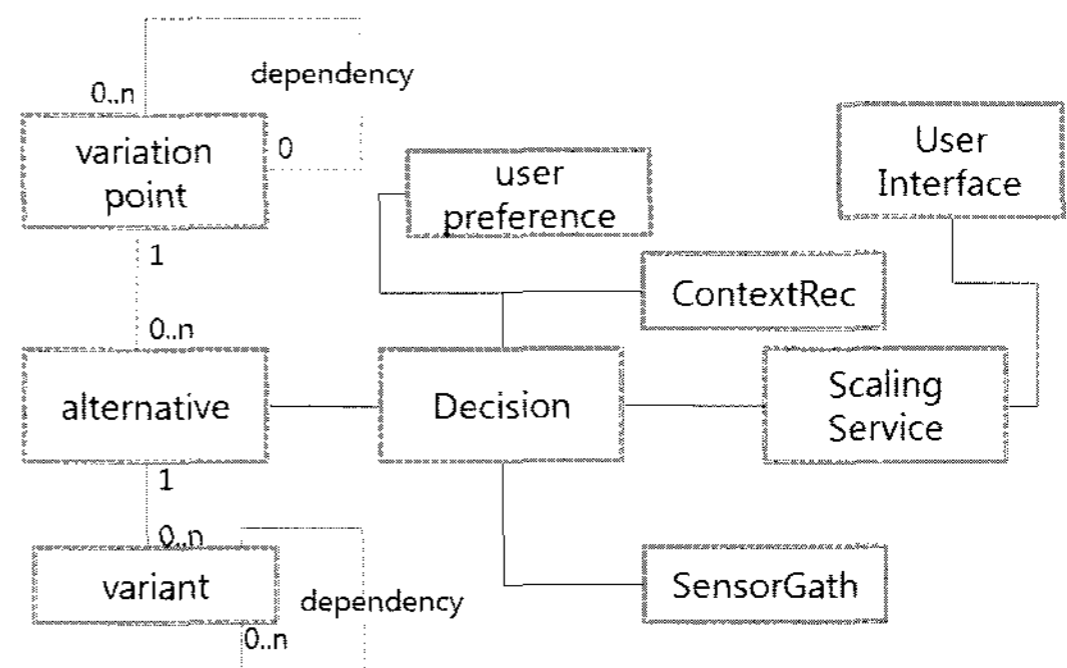 dependency
0..n
variation
point
0
user
preference
User
Interface
1
ContextRec
0..n
alternative
Decision
Scaling
Service
1
0..n
variant
dependency
SensorGath
0..n